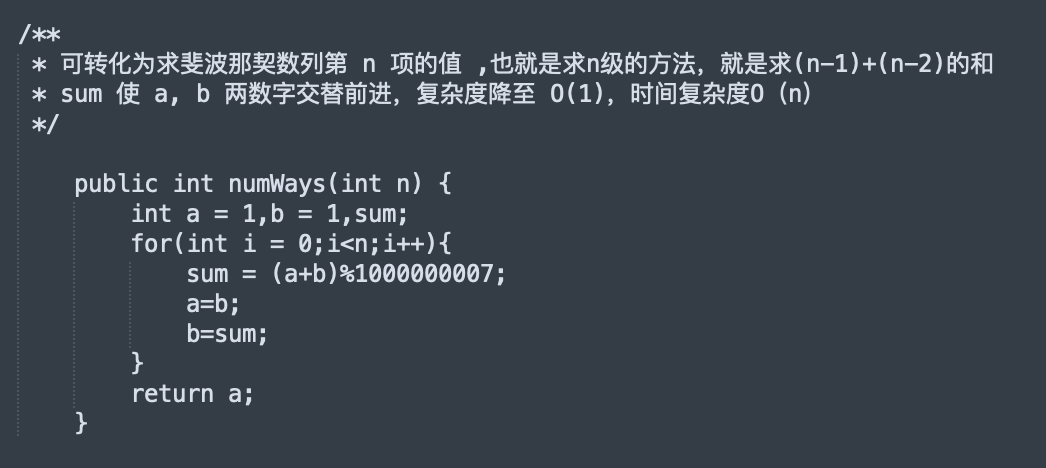 /**
 * 可转化为求斐波那契数列第 n 项的值 ,也就是求n级的方法，就是求(n-1)+(n-2)的和
 * sum 使 a, b 两数字交替前进，复杂度降至 O(1)，时间复杂度O（n）
 */
    public int numWays(int n) {
        int a = 1,b = 1,sum;
        for(int i = 0;i<n;i++){
            sum = (a+b)%1000000007;
            a=b;
            b=sum;
        }
        return a;
    }